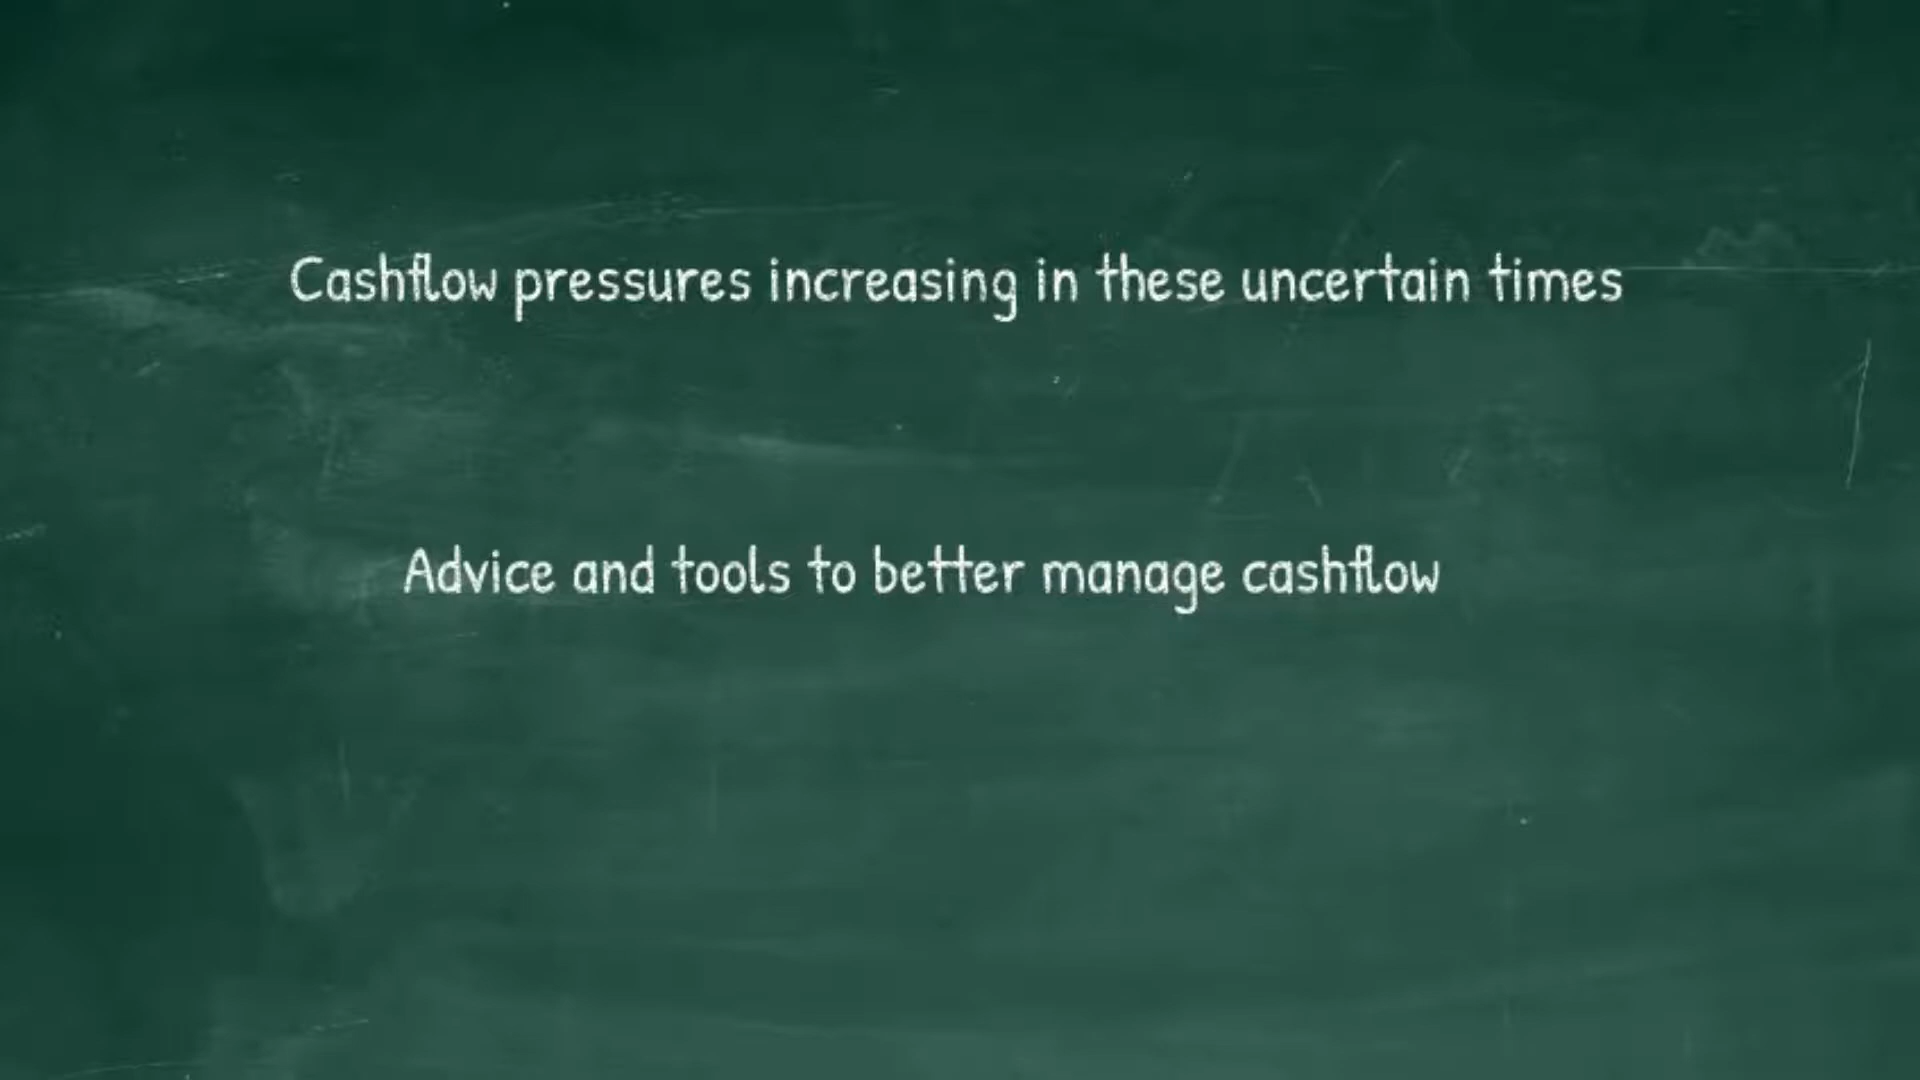 Cashflow pressures increasing in these uncertain times
Advice and tools to better manage cashflow